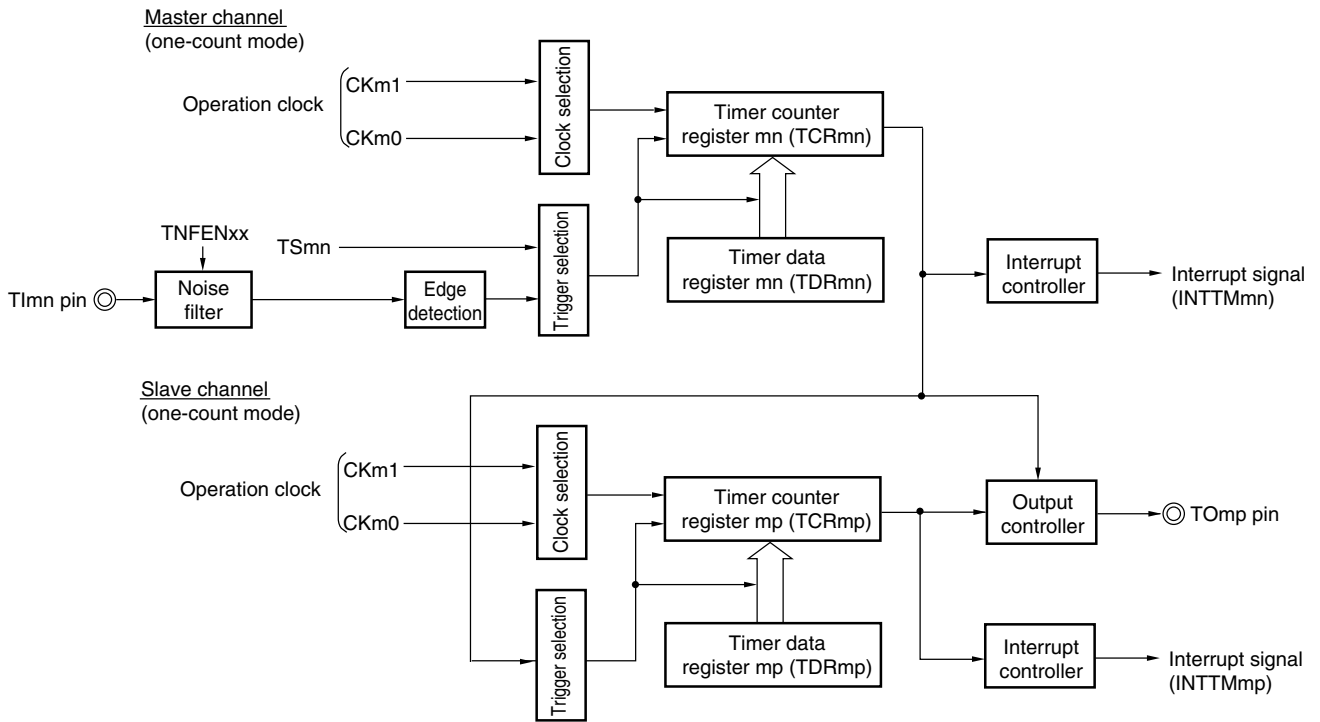 Master channel
(one-count mode)
Operation clock
CKm1
CKm0
Clock selection
Timer counter
register mn (TCRmn)
TNFENxx
TSmn
TImn pin
Noise
filter
Edge
detection
Trigger selection
Timer data
register mn (TDRmn)
Interrupt
controller
Interrupt signal
(INTTMmn)
Slave channel
(one-count mode)
Operation clock
CKm1
CKm0
Clock selection
Timer counter
register mp (TCRmp)
Output
controller
TOmp pin
Trigger selection
Timer data
register mp (TDRmp)
Interrupt
controller
Interrupt signal
(INTTMmp)